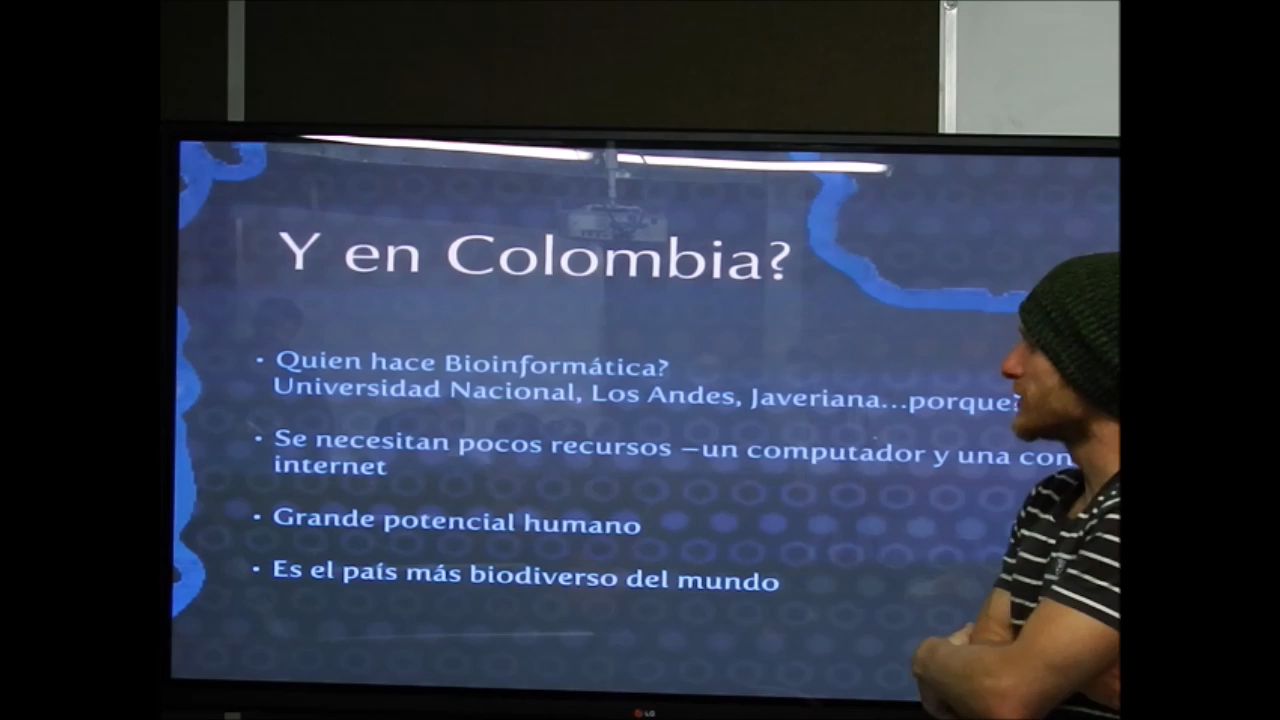 Y en Colombia?
• Quien hace Bioinformática?
Universidad Nacional, Los Andes, Javeriana...porque?
• Se necesitan pocos recursos –un computador y una con
internet
• Grande potencial humano
• Es el país más biodiverso del mundo
LG